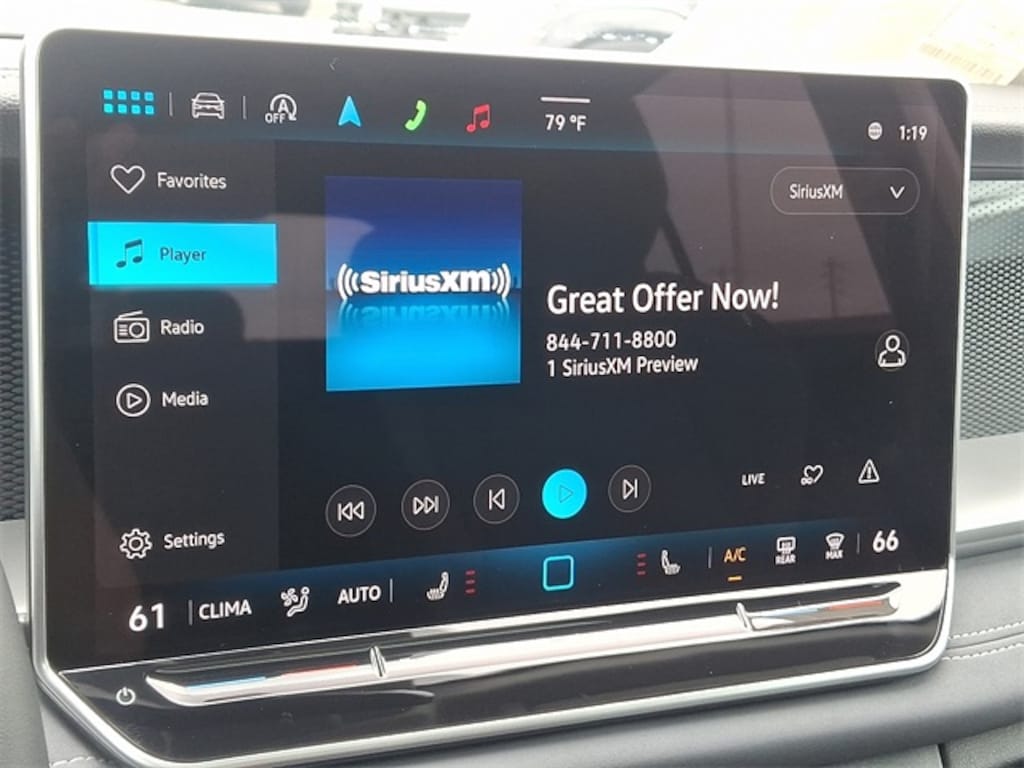 A
OFF
79 °F
1:19
Favorites
Player
Radio
Media
Settings
((SiriusXM))
SiriusXM
Great Offer Now!
844-711-8800
1 SiriusXM Preview
LIVE
61
CLIMA
AUTO
A/C
REAR
MAX
66